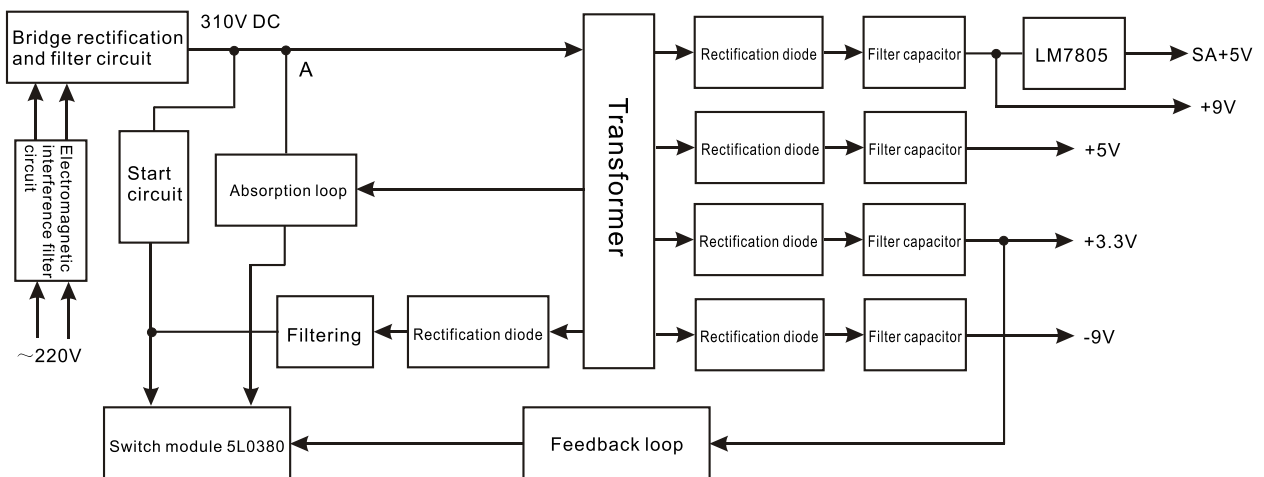 310V DC
Bridge rectification
and filter circuit
A
Electromagnetic
interference filter
circuit
~220V
Start
circuit
Absorption loop
Filtering
Rectification diode
Transformer
Rectification diode
Filter capacitor
LM7805
SA+5V
+9V
Rectification diode
Filter capacitor
+5V
Rectification diode
Filter capacitor
+3.3V
Rectification diode
Filter capacitor
-9V
Switch module 5L0380
Feedback loop